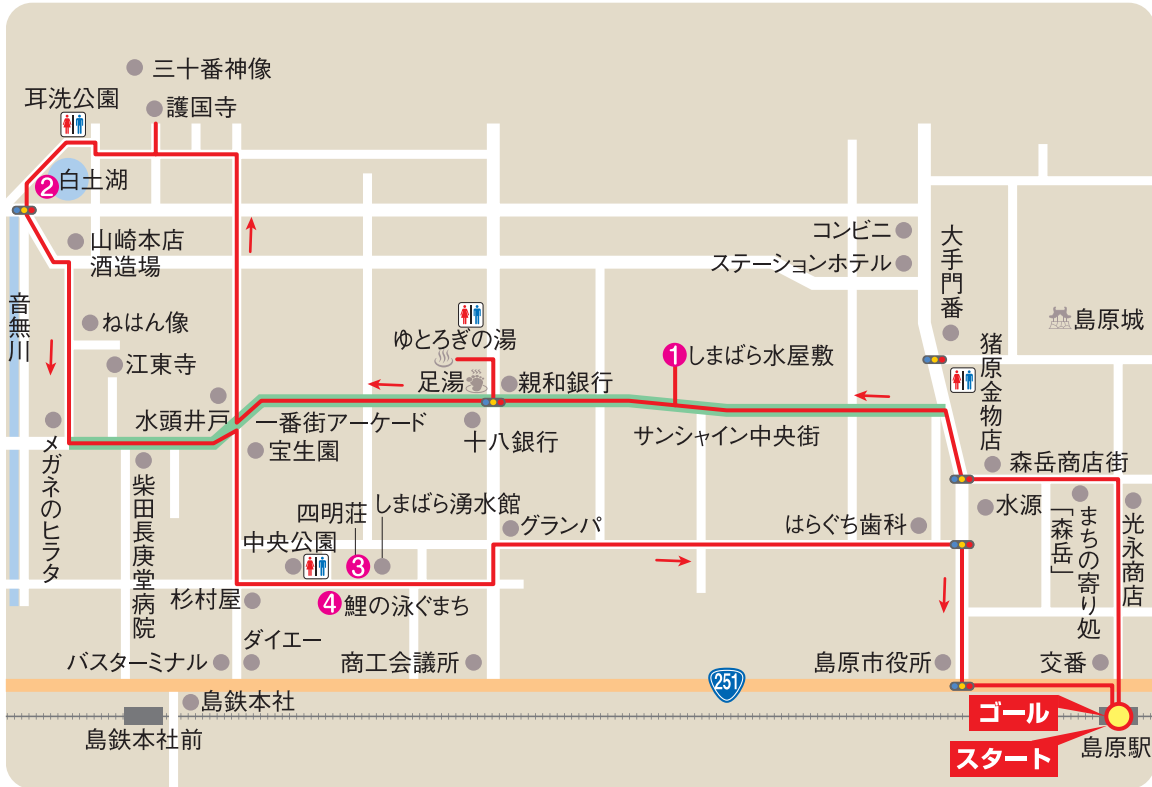 三十番神像
耳洗公園
護国寺
2
白土湖
山崎本店
酒造場
コンビニ
ステーションホテル
大手門番
島原城
音無川
ねはん像
ゆとろぎの湯
猪原金物店
江東寺
足湯
親和銀行
1
しまばら水屋敷
水頭井戸
一番街アーケード
十八銀行
サンシャイン中央街
宝生園
森岳商店街
メガネのヒラタ
柴田長庚堂病院
四明荘
しまばら湧水館
グランパ
はらぐち歯科
水源
まちの寄り処
「森岳」
光永商店
中央公園
3
杉村屋
4
鯉の泳ぐまち
ダイエー
バスターミナル
商工会議所
島原市役所
交番
251
島鉄本社
島鉄本社前
ゴール
スタート
島原駅